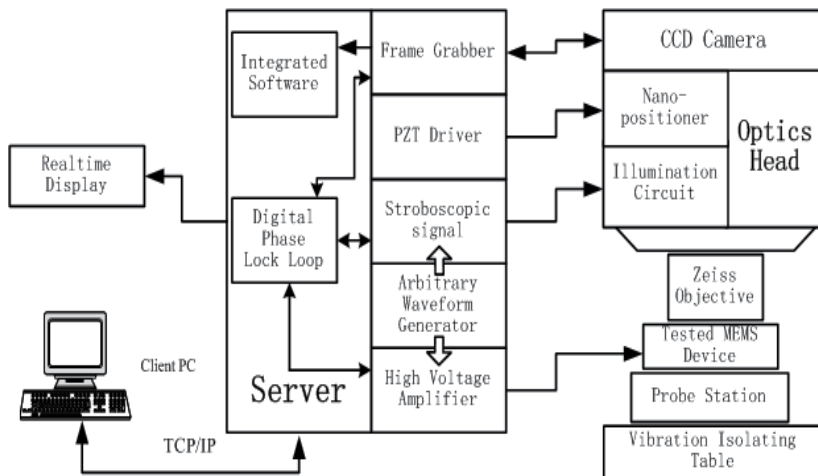 Integrated
Software
Frame Grabber
CCD Camera
PZT Driver
Nano-
positioner
Optics
Head
Realtime
Display
Digital
Phase
Lock Loop
Stroboscopic
signal
Illumination
Circuit
Arbitrary
Waveform
Generator
Zeiss
Objective
Client PC
Server
High Voltage
Amplifier
Tested MEMS
Device
Probe Station
TCP/IP
Vibration Isolating
Table